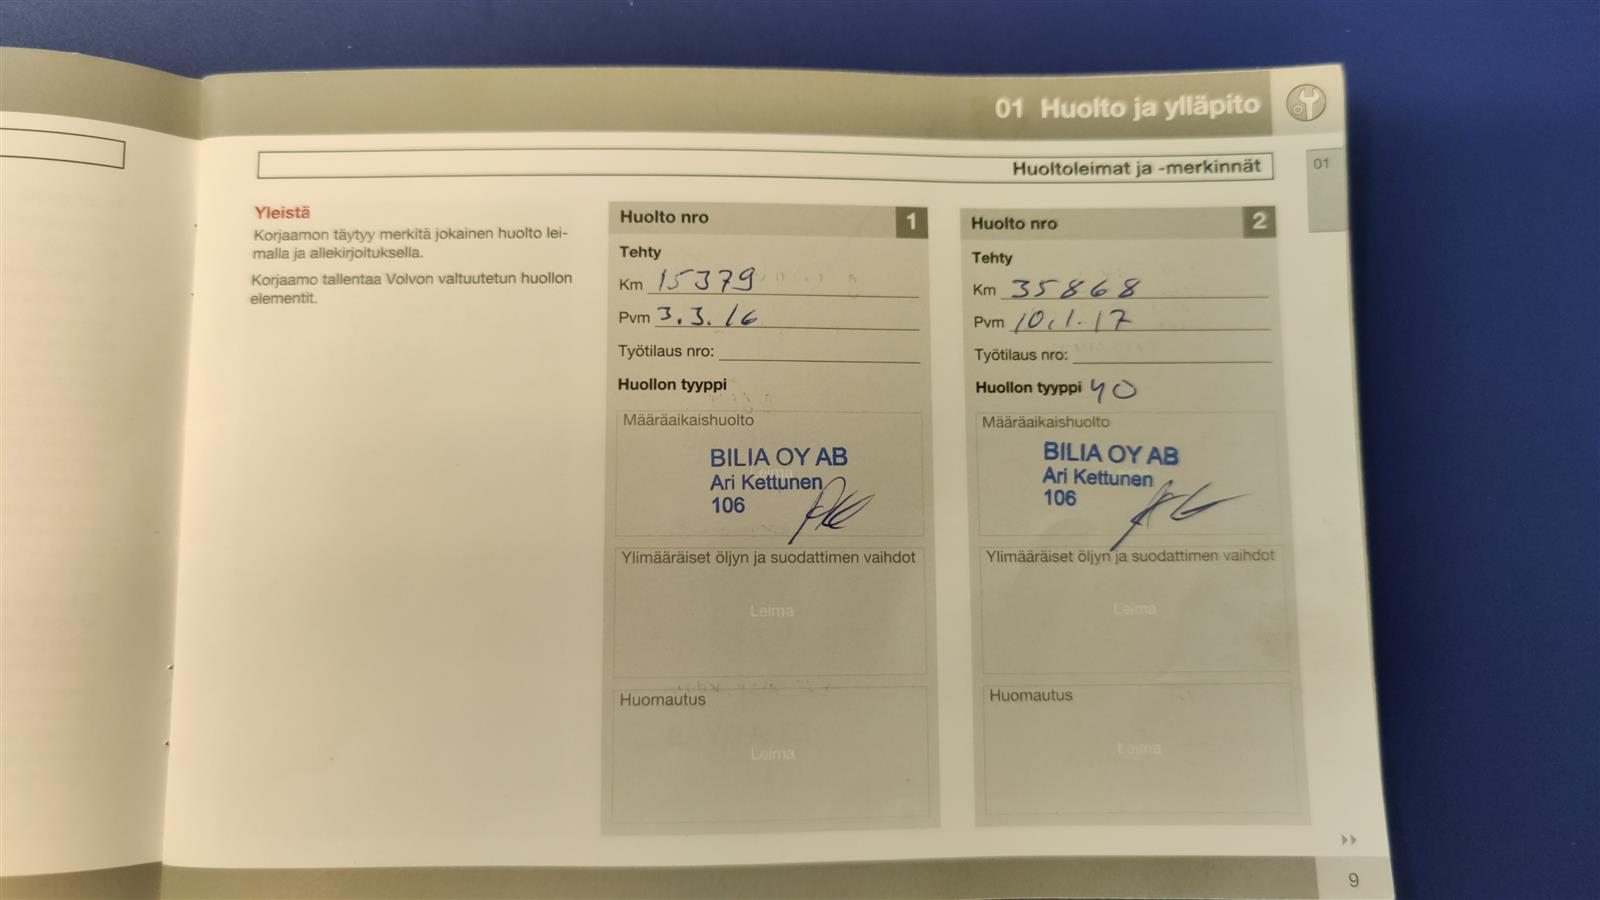 01 Huolto ja ylläpito
Huoltoleimat ja -merkinnät
01
Yleistä
Korjaamon täytyy merkitä jokainen huolto lei-
malla ja allekirjoituksella.
Korjaamo tallentaa Volvon valtuutetun huollon
elementit.
Huolto nro 1
Tehty
Km 15379
Pvm 3.3.16
Työtilaus nro:
Huollon tyyppi
Määräaikaishuolto
Leima
BILIA OY AB
Ari Kettunen
106
Ylimääräiset öljyn ja suodattimen vaihdot
Leima
Huomautus
Leima
Huolto nro 2
Tehty
Km 35868
Pvm 10.1.17
Työtilaus nro:
Huollon tyyppi 40
Määräaikaishuolto
BILIA OY AB
Ari Kettunen
106
Ylimääräiset öljyn ja suodattimen vaihdot
Leima
Huomautus
Leima
9